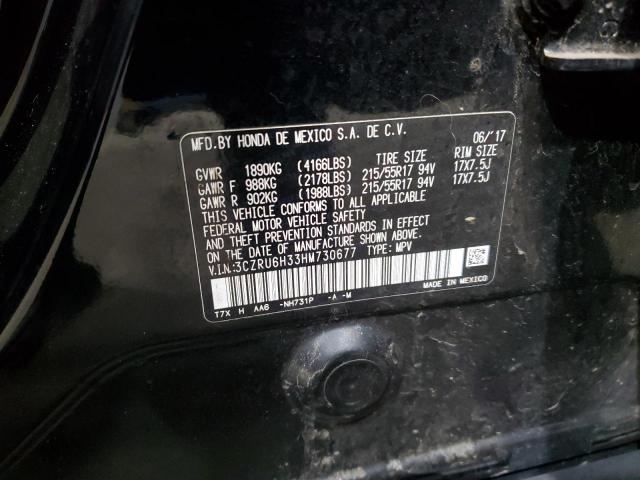 MFD.BY HONDA DE MEXICO S.A. DE C.V. 06/'17
TIRE SIZE RIM SIZE
GVWR 1890KG (4166LBS)
GAWR F 988KG (2178LBS) 215/55R17 94V 17X7.5J
GAWR R 902KG (1988LBS) 215/55R17 94V 17X7.5J
THIS VEHICLE CONFORMS TO ALL APPLICABLE
FEDERAL MOTOR VEHICLE SAFETY
AND THEFT PREVENTION STANDARDS IN EFFECT
ON THE DATE OF MANUFACTURE SHOWN ABOVE.
V.I.N.:3CZRU6H33HM730677 TYPE: MPV
T7X H AA6 -NH731P -A -M MADE IN MEXICO